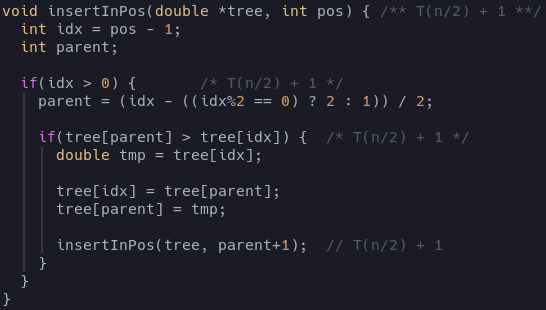 void insertInPos(double *tree, int pos) { /** T(n/2) + 1 **/
  int idx = pos - 1;
  int parent;

  if(idx > 0) {       /* T(n/2) + 1 */
    parent = (idx - ((idx%2 == 0) ? 2 : 1)) / 2;

    if(tree[parent] > tree[idx]) {  /* T(n/2) + 1 */
      double tmp = tree[idx];

      tree[idx] = tree[parent];
      tree[parent] = tmp;

      insertInPos(tree, parent+1);  // T(n/2) + 1
    }
  }
}